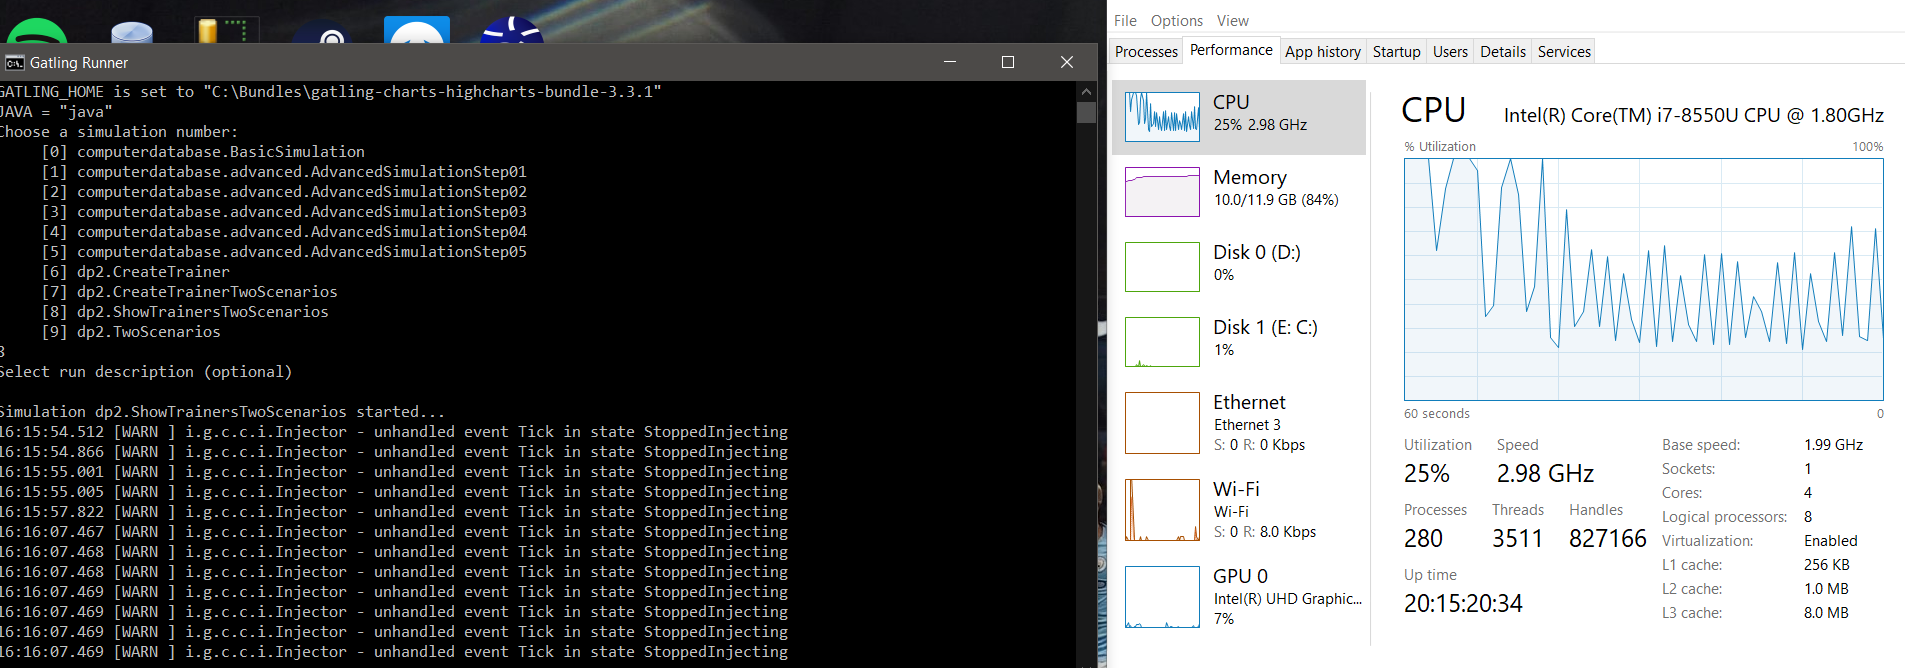 Gatling Runner
GATLING_HOME is set to "C:\Bundles\gatling-charts-highcharts-bundle-3.3.1"
JAVA = "java"
Choose a simulation number:
[0] computerdatabase.BasicSimulation
[1] computerdatabase.advanced.AdvancedSimulationStep01
[2] computerdatabase.advanced.AdvancedSimulationStep02
[3] computerdatabase.advanced.AdvancedSimulationStep03
[4] computerdatabase.advanced.AdvancedSimulationStep04
[5] computerdatabase.advanced.AdvancedSimulationStep05
[6] dp2.CreateTrainer
[7] dp2.CreateTrainerTwoScenarios
[8] dp2.ShowTrainersTwoScenarios
[9] dp2.TwoScenarios
8
Select run description (optional)
Simulation dp2.ShowTrainersTwoScenarios started...
16:15:54.512 [WARN ] i.g.c.c.i.Injector - unhandled event Tick in state StoppedInjecting
16:15:54.866 [WARN ] i.g.c.c.i.Injector - unhandled event Tick in state StoppedInjecting
16:15:55.001 [WARN ] i.g.c.c.i.Injector - unhandled event Tick in state StoppedInjecting
16:15:55.005 [WARN ] i.g.c.c.i.Injector - unhandled event Tick in state StoppedInjecting
16:15:57.822 [WARN ] i.g.c.c.i.Injector - unhandled event Tick in state StoppedInjecting
16:16:07.467 [WARN ] i.g.c.c.i.Injector - unhandled event Tick in state StoppedInjecting
16:16:07.468 [WARN ] i.g.c.c.i.Injector - unhandled event Tick in state StoppedInjecting
16:16:07.468 [WARN ] i.g.c.c.i.Injector - unhandled event Tick in state StoppedInjecting
16:16:07.469 [WARN ] i.g.c.c.i.Injector - unhandled event Tick in state StoppedInjecting
16:16:07.469 [WARN ] i.g.c.c.i.Injector - unhandled event Tick in state StoppedInjecting
16:16:07.469 [WARN ] i.g.c.c.i.Injector - unhandled event Tick in state StoppedInjecting
16:16:07.469 [WARN ] i.g.c.c.i.Injector - unhandled event Tick in state StoppedInjecting
File Options View
Processes Performance App history Startup Users Details Services
CPU
25% 2.98 GHz
Memory
10.0/11.9 GB (84%)
Disk 0 (D:)
0%
Disk 1 (E: C:)
1%
Ethernet
Ethernet 3
S: 0 R: 0 Kbps
Wi-Fi
Wi-Fi
S: 0 R: 8.0 Kbps
GPU 0
Intel(R) UHD Graphic...
7%
CPU Intel(R) Core(TM) i7-8550U CPU @ 1.80GHz
% Utilization 100%
60 seconds 0
Utilization Speed
25% 2.98 GHz
Processes Threads Handles
280 3511 827166
Up time
20:15:20:34
Base speed: 1.99 GHz
Sockets: 1
Cores: 4
Logical processors: 8
Virtualization: Enabled
L1 cache: 256 KB
L2 cache: 1.0 MB
L3 cache: 8.0 MB